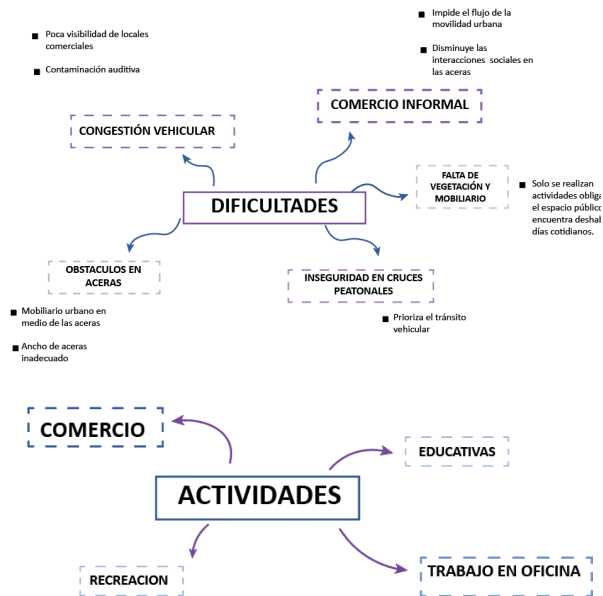 Poca visibilidad de locales
comerciales
Contaminación auditiva
Impide el flujo de la
movilidad urbana
Disminuye las
interacciones sociales en
las aceras
CONGESTIÓN VEHICULAR
COMERCIO INFORMAL
FALTA DE
VEGETACIÓN Y
MOBILIARIO
Solo se realizan
actividades obliga
el espacio público
encuentra deshab
días cotidianos.
DIFICULTADES
OBSTACULOS EN
ACERAS
Mobiliario urbano en
medio de las aceras
Ancho de aceras
inadecuado
INSEGURIDAD EN CRUCES
PEATONALES
Prioriza el tránsito
vehicular
COMERCIO
EDUCATIVAS
ACTIVIDADES
RECREACION
TRABAJO EN OFICINA